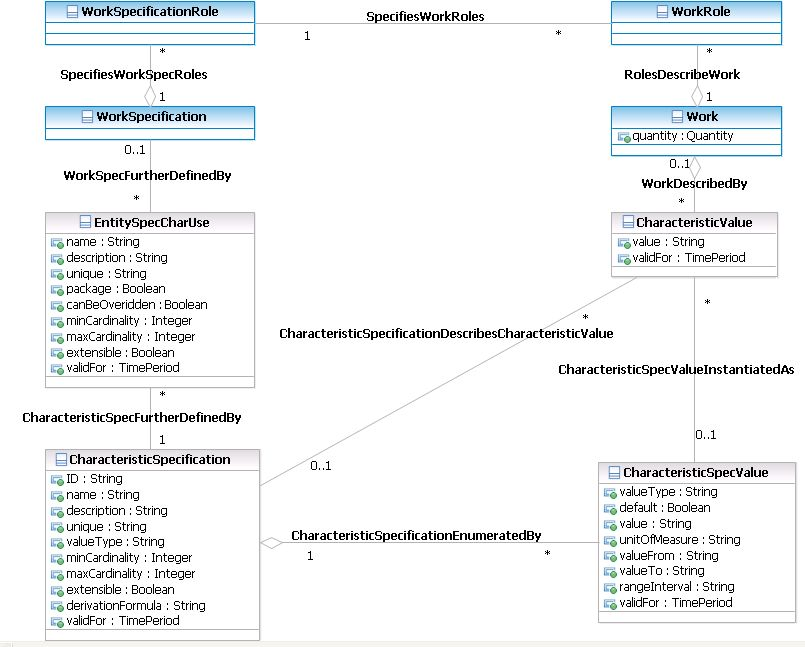 WorkSpecificationRole
SpecifiesWorkRoles
WorkRole
1
*
*
*
SpecifiesWorkSpecRoles
RolesDescribeWork
1
1
WorkSpecification
Work
quantity : Quantity
0..1
0..1
WorkSpecFurtherDefinedBy
WorkDescribedBy
*
*
EntitySpecCharUse
name : String
description : String
unique : String
package : Boolean
canBeOveridden : Boolean
minCardinality : Integer
maxCardinality : Integer
extensible : Boolean
validFor : TimePeriod
CharacteristicValue
value : String
validFor : TimePeriod
*
*
CharacteristicSpecificationDescribesCharacteristicValue
CharacteristicSpecValueInstantiatedAs
*
CharacteristicSpecFurtherDefinedBy
1
0..1
0..1
CharacteristicSpecification
ID : String
name : String
description : String
unique : String
valueType : String
minCardinality : Integer
maxCardinality : Integer
extensible : Boolean
derivationFormula : String
validFor : TimePeriod
CharacteristicSpecificationEnumeratedBy
1
*
CharacteristicSpecValue
valueType : String
default : Boolean
value : String
unitOfMeasure : String
valueFrom : String
valueTo : String
rangeInterval : String
validFor : TimePeriod